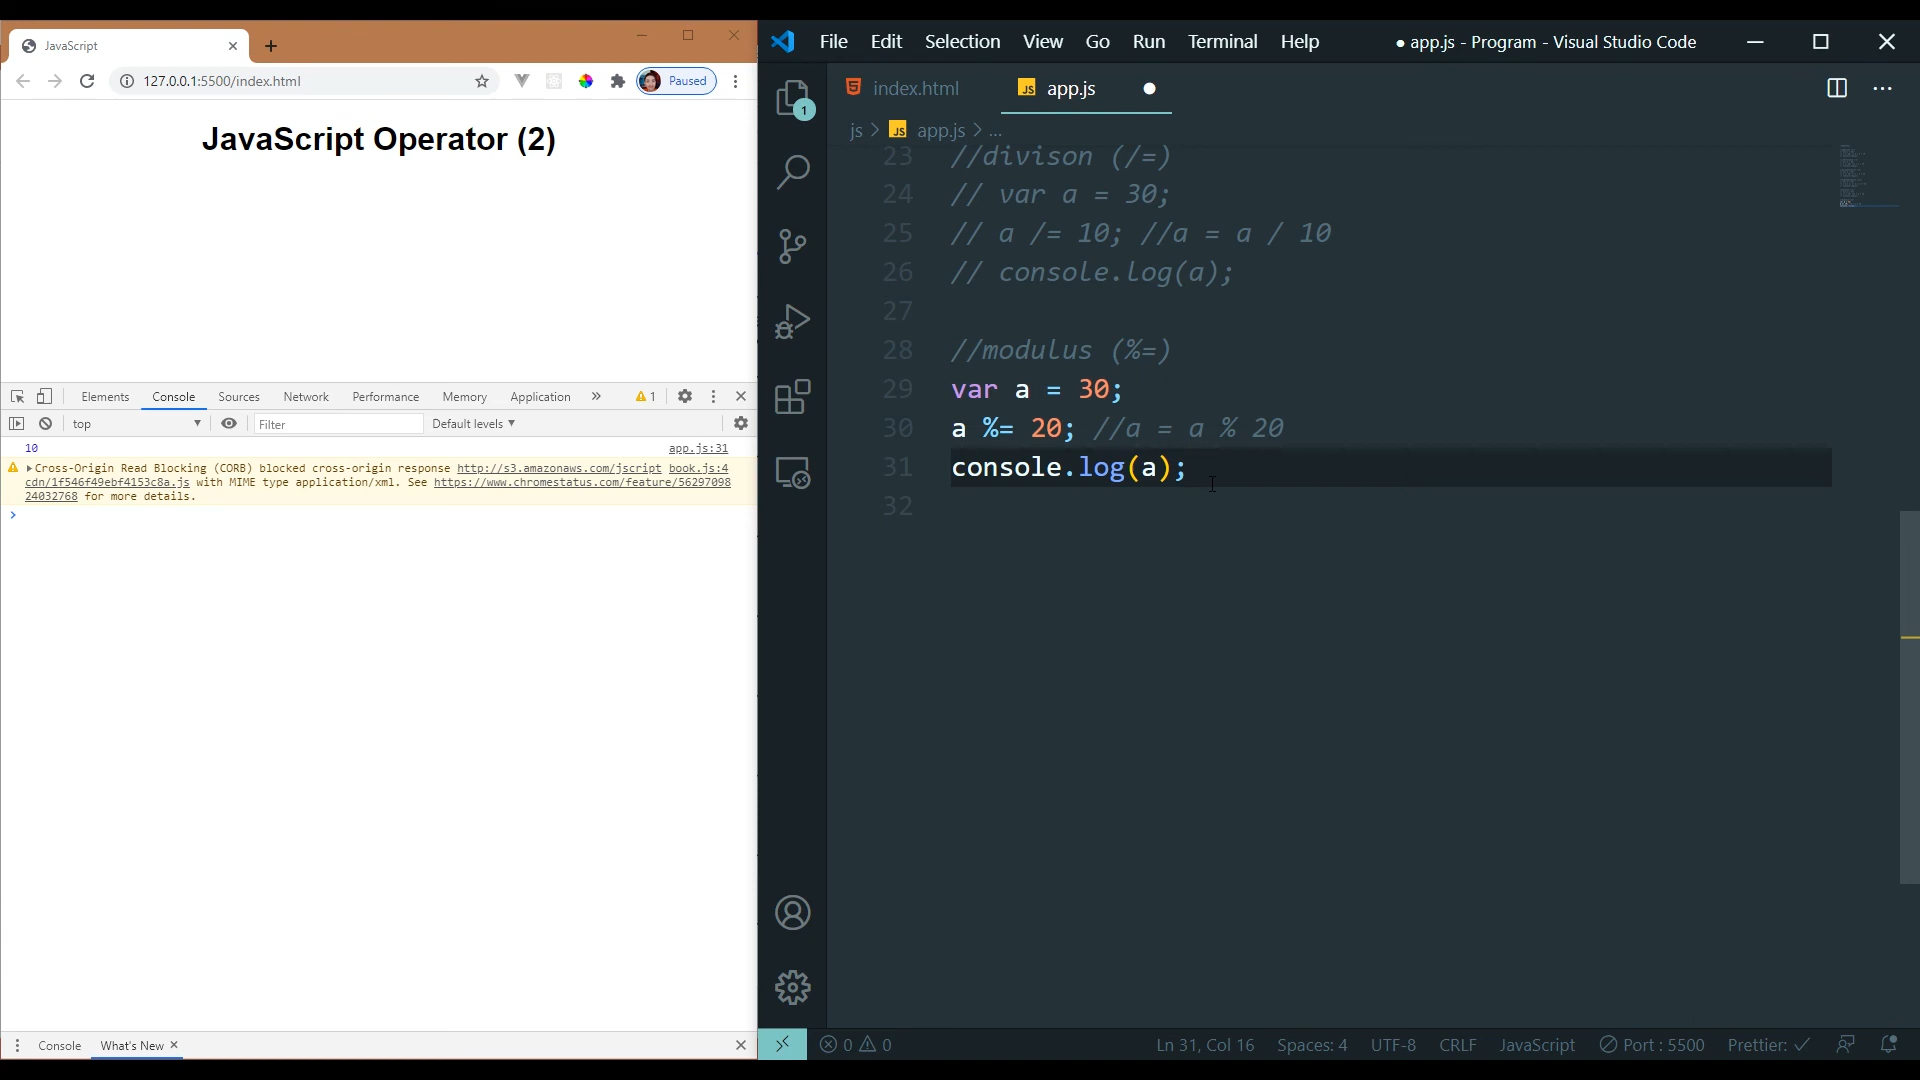 JavaScript
127.0.0.1:5500/index.html
Paused
JavaScript Operator (2)
Elements Console Sources Network Performance Memory Application » 1
top Filter Default levels
10 app.js:31
Cross-Origin Read Blocking (CORB) blocked cross-origin response http://s3.amazonaws.com/jscript book.js:4
cdn/1f546f49ebf4153c8a.js with MIME type application/xml. See https://www.chromestatus.com/feature/56297098
24032768 for more details.
>
Console What's New
File Edit Selection View Go Run Terminal Help ● app.js - Program - Visual Studio Code
index.html JS app.js
js > JS app.js > ...
1
23 //divison (/=)
24 // var a = 30;
25 // a /= 10; //a = a / 10
26 // console.log(a);
27
28 //modulus (%=)
29 var a = 30;
30 a %= 20; //a = a % 20
31 console.log(a);
32
0 0 Ln 31, Col 16 Spaces: 4 UTF-8 CRLF JavaScript Port : 5500 Prettier: ✓